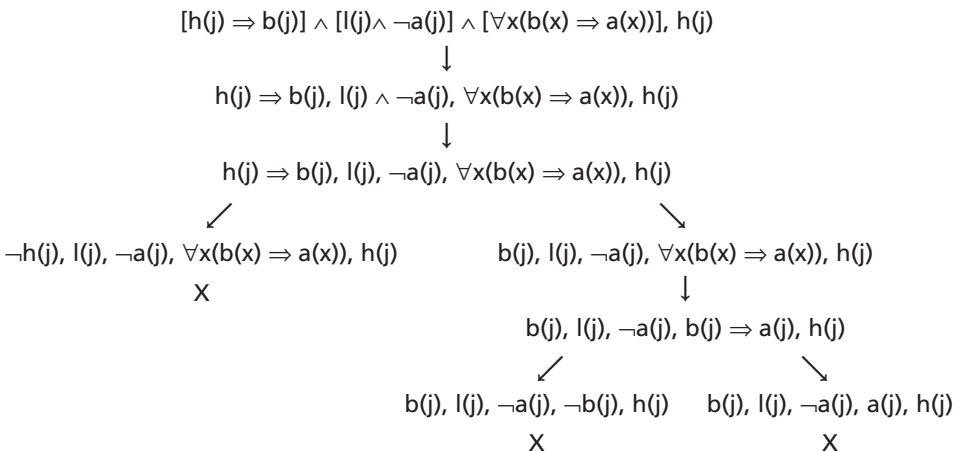 [h(j) ⇒ b(j)] ∧ [l(j)∧ ¬a(j)] ∧ [∀x(b(x) ⇒ a(x))], h(j)
↓
h(j) ⇒ b(j), l(j) ∧ ¬a(j), ∀x(b(x) ⇒ a(x)), h(j)
↓
h(j) ⇒ b(j), l(j), ¬a(j), ∀x(b(x) ⇒ a(x)), h(j)
↙ ↘
¬h(j), l(j), ¬a(j), ∀x(b(x) ⇒ a(x)), h(j) b(j), l(j), ¬a(j), ∀x(b(x) ⇒ a(x)), h(j)
X ↓
b(j), l(j), ¬a(j), b(j) ⇒ a(j), h(j)
↙ ↘
b(j), l(j), ¬a(j), ¬b(j), h(j) b(j), l(j), ¬a(j), a(j), h(j)
X X